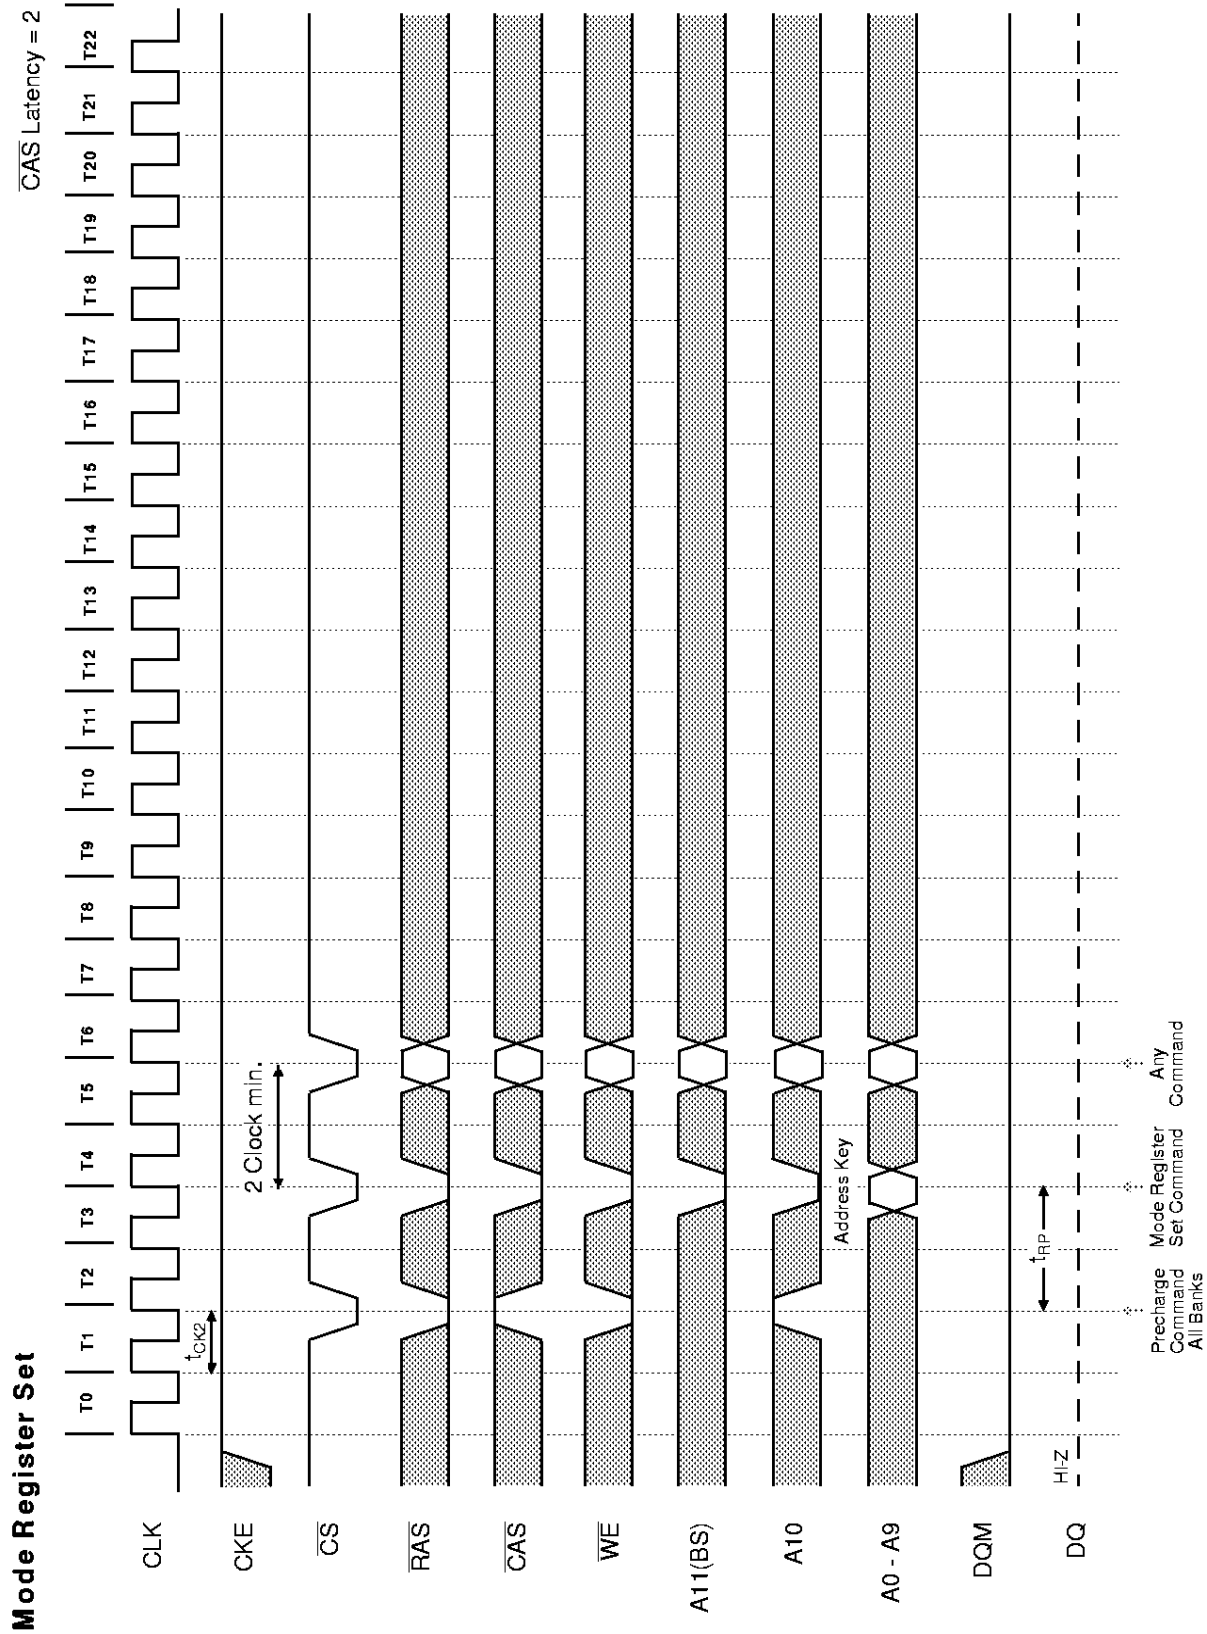 Mode Register Set
CAS Latency = 2
T0 T1 T2 T3 T4 T5 T6 T7 T8 T9 T10 T11 T12 T13 T14 T15 T16 T17 T18 T19 T20 T21 T22
CLK
tCK2
CKE
2 Clock min.
CS
RAS
CAS
WE
A11(BS)
A10
Address Key
A0 - A9
DQM
tRP
HI-Z
DQ
Precharge
Command
All Banks
Mode Register
Set Command
Any
Command